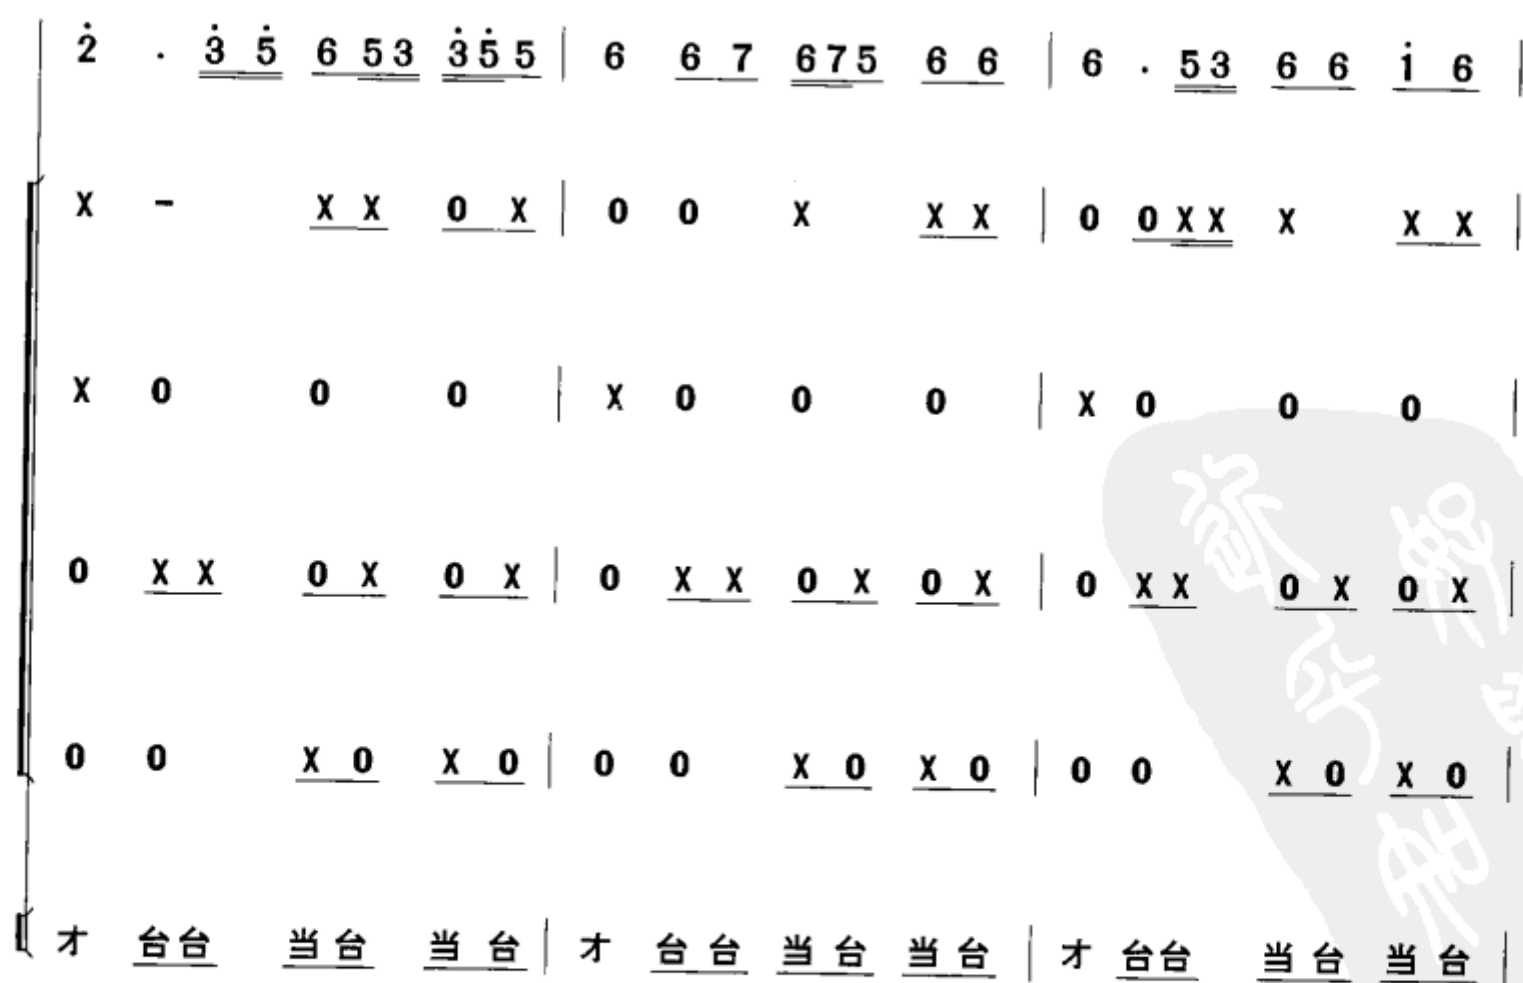 2̇ . 3̇ 5̇ 6 53 3̇5̇5 | 6 6 7 675 6 6 | 6 . 53 6 6 1̇ 6 |
X - X X 0 X | 0 0 X X X | 0 0 X X X X X |
X 0 0 0 | X 0 0 0 | X 0 0 0 |
0 X X 0 X 0 X | 0 X X 0 X 0 X | 0 X X 0 X 0 X |
0 0 X 0 X 0 | 0 0 X 0 X 0 | 0 0 X 0 X 0 |
才 台台 当台 当台 | 才 台台 当台 当台 | 才 台台 当台 当台 |